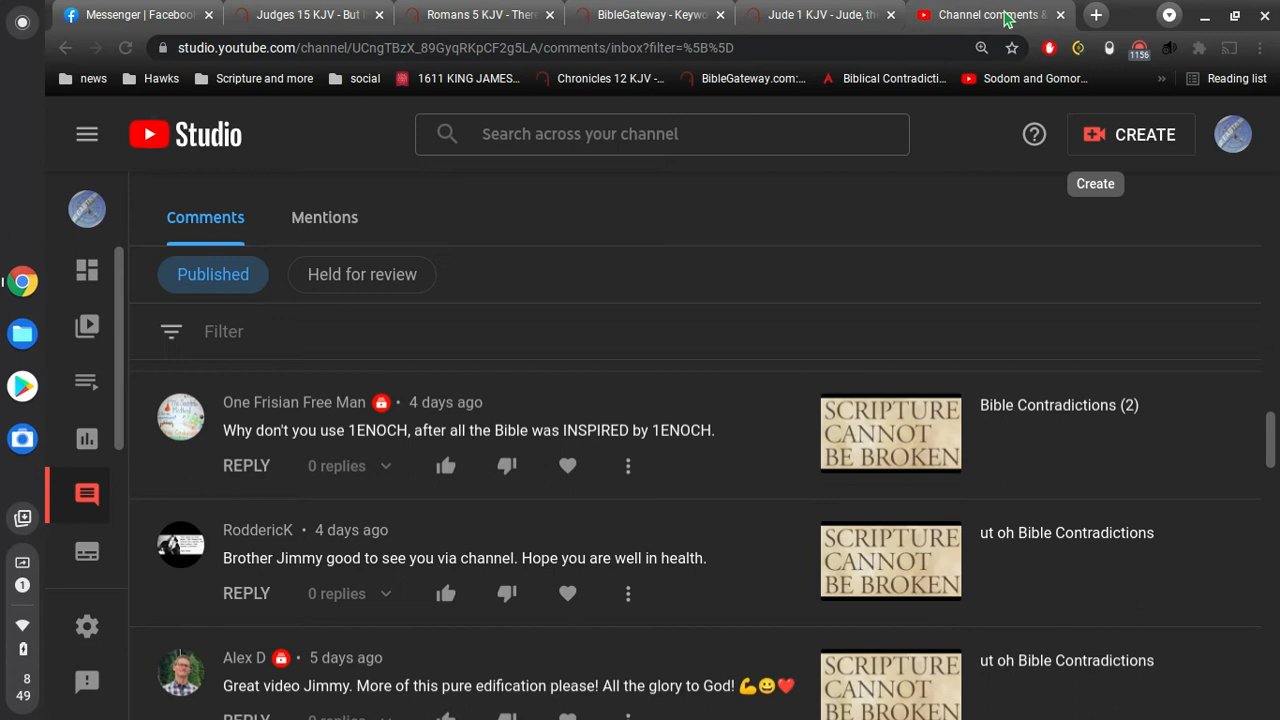 Messenger | Facebook
Judges 15 KJV - But i
Romans 5 KJV - There
BibleGateway - Keywo
Jude 1 KJV - Jude, the
Channel comments &
studio.youtube.com/channel/UCngTBzX_89GyqRKpCF2g5LA/comments/inbox?filter=%5B%5D
1156
news
Hawks
Scripture and more
social
1611 KING JAMES...
Chronicles 12 KJV -...
BibleGateway.com:...
Biblical Contradicti...
Sodom and Gomor...
»
Reading list
Studio
Search across your channel
CREATE
Create
Comments
Mentions
Published
Held for review
Filter
One Frisian Free Man • 4 days ago
Why don't you use 1ENOCH, after all the Bible was INSPIRED by 1ENOCH.
REPLY 0 replies
SCRIPTURE
CANNOT
BE BROKEN
Bible Contradictions (2)
RoddericK • 4 days ago
Brother Jimmy good to see you via channel. Hope you are well in health.
REPLY 0 replies
SCRIPTURE
CANNOT
BE BROKEN
ut oh Bible Contradictions
Alex D • 5 days ago
Great video Jimmy. More of this pure edification please! All the glory to God! 💪😀❤️
SCRIPTURE
CANNOT
BE BROKEN
ut oh Bible Contradictions
1
8
49